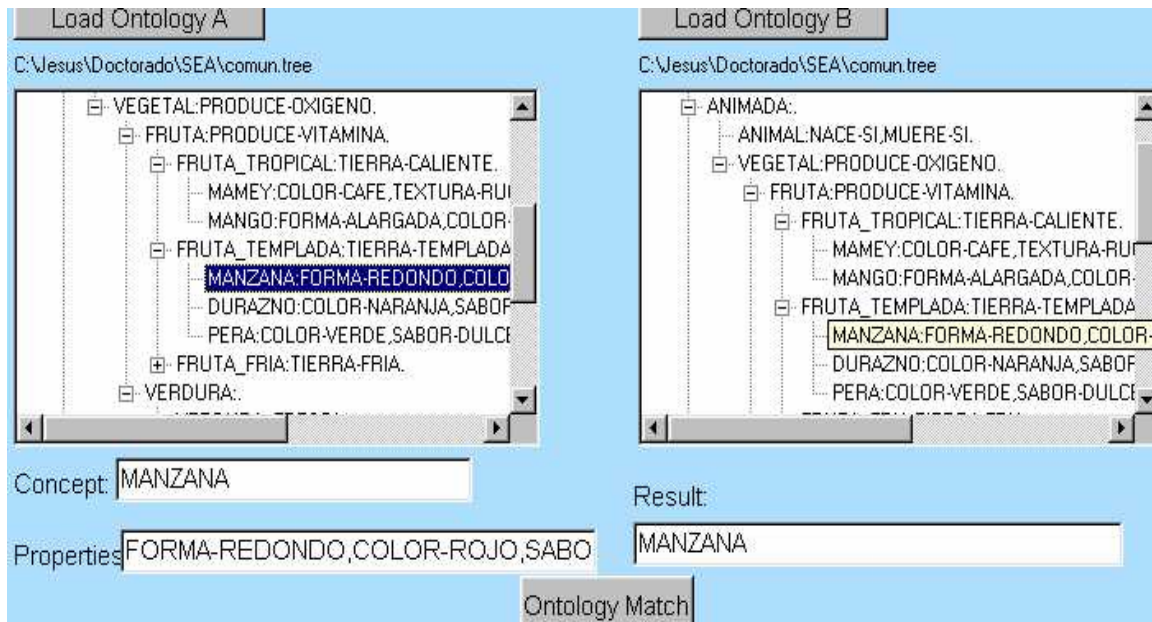 Load Ontology A
C:\Jesus\Doctorado\SEA\comun.tree
VEGETAL:PRODUCE-OXIGENO.
FRUTA:PRODUCE-VITAMINA.
FRUTA_TROPICAL:TIERRA-CALIENTE.
MAMEY:COLOR-CAFE,TEXTURA-RU
MANGO:FORMA-ALARGADA,COLOR-
FRUTA_TEMPLADA:TIERRA-TEMPLADA
MANZANA:FORMA-REDONDO,COLO
DURAZNO:COLOR-NARANJA,SABOR
PERA:COLOR-VERDE,SABOR-DULCE
FRUTA_FRIA:TIERRA-FRIA.
VERDURA:.
Concept: MANZANA
Properties FORMA-REDONDO,COLOR-ROJO,SABO
Load Ontology B
C:\Jesus\Doctorado\SEA\comun.tree
ANIMADA:.
ANIMAL:NACE-SI,MUERE-SI.
VEGETAL:PRODUCE-OXIGENO.
FRUTA:PRODUCE-VITAMINA.
FRUTA_TROPICAL:TIERRA-CALIENTE.
MAMEY:COLOR-CAFE,TEXTURA-RU
MANGO:FORMA-ALARGADA,COLOR-
FRUTA_TEMPLADA:TIERRA-TEMPLADA
MANZANA:FORMA-REDONDO,COLOR-
DURAZNO:COLOR-NARANJA,SABOR
PERA:COLOR-VERDE,SABOR-DULCE
Result:
MANZANA
Ontology Match